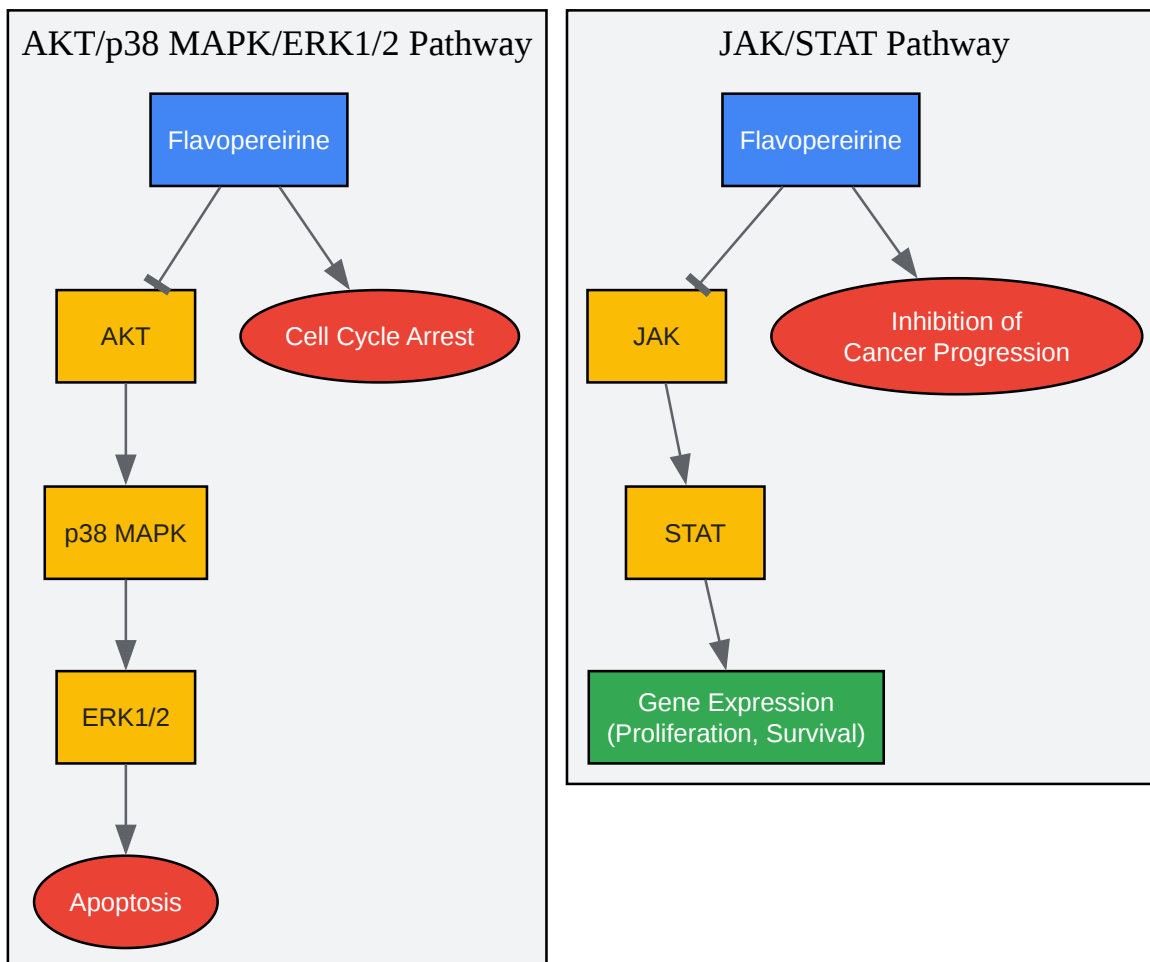 AKT/p38 MAPK/ERK1/2 Pathway
Flavopereirine
AKT
Cell Cycle Arrest
p38 MAPK
ERK1/2
Apoptosis
JAK/STAT Pathway
Flavopereirine
JAK
Inhibition of
Cancer Progression
STAT
Gene Expression
(Proliferation, Survival)